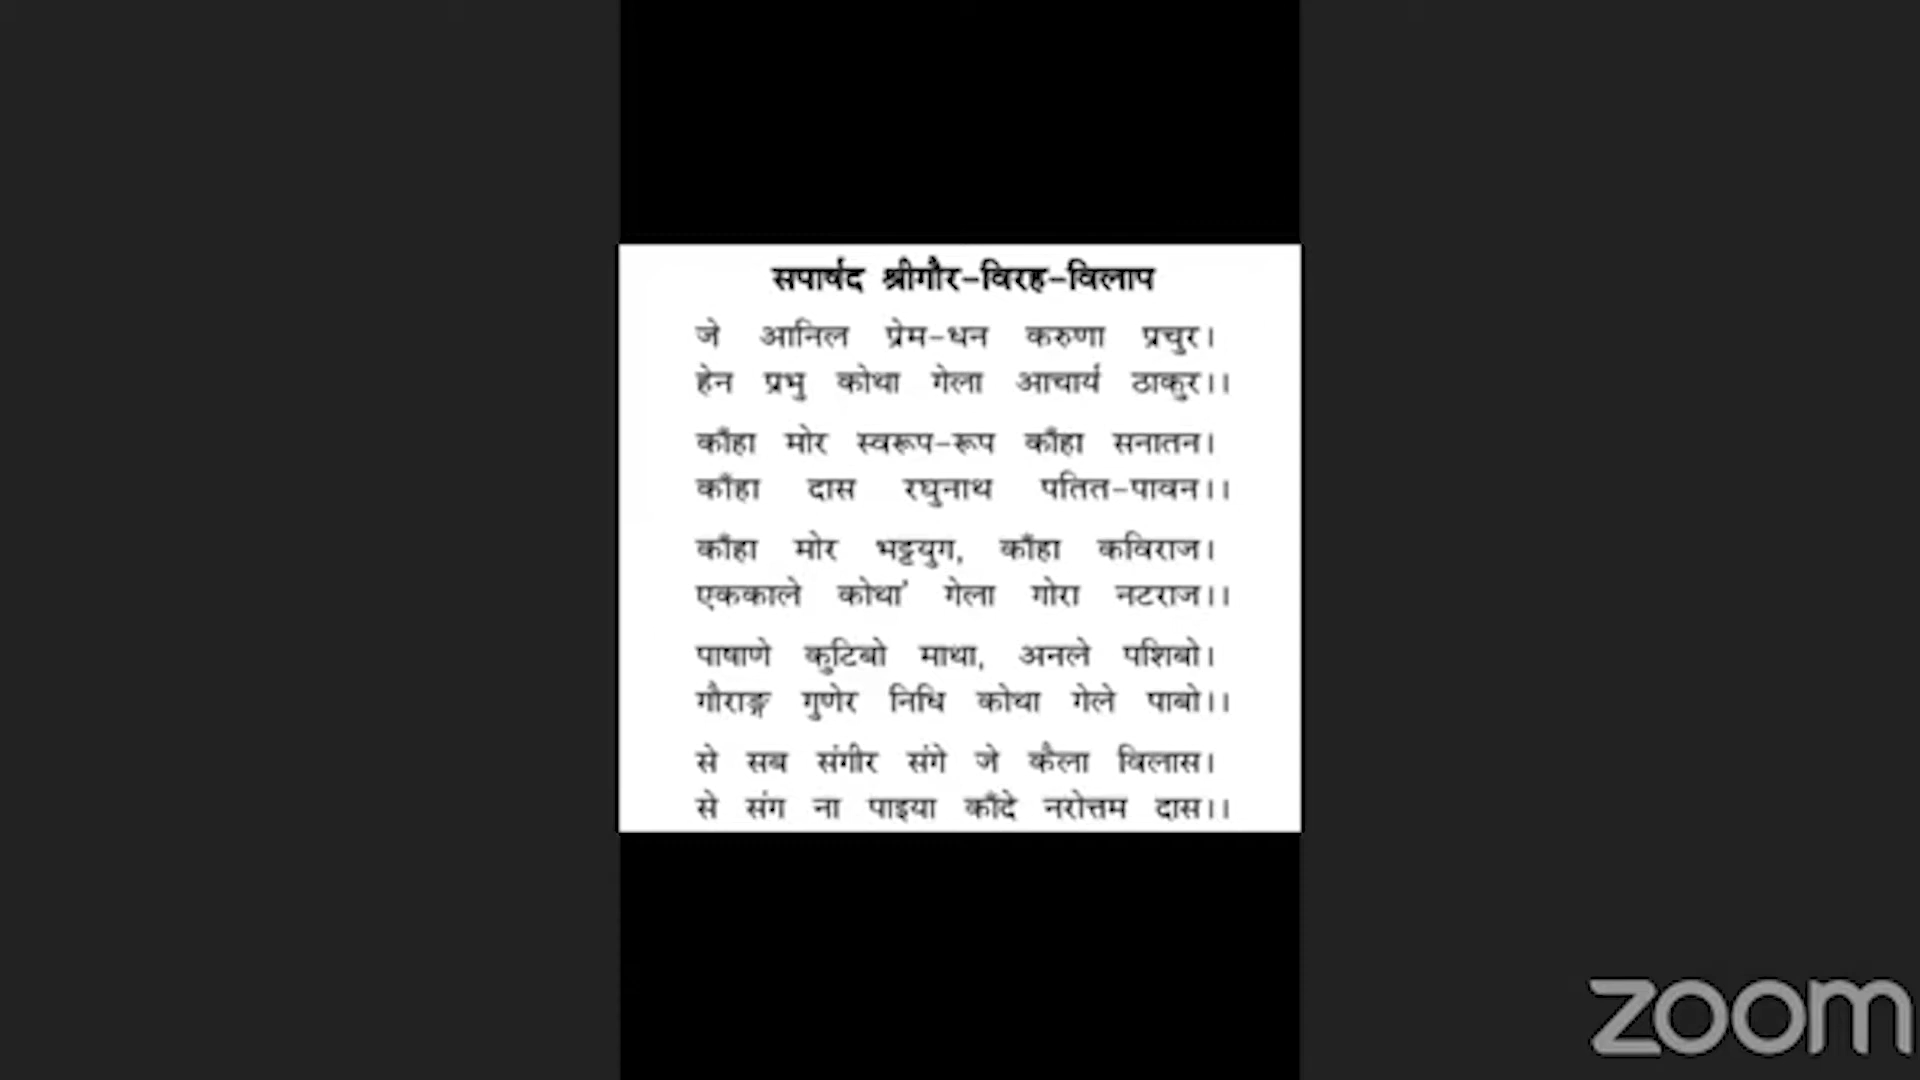 सपार्षद श्रीगौर-विरह-विलाप
जे आनिल प्रेम-धन करुणा प्रचुर।
हेन प्रभु कोथा गेला आचार्य ठाकुर।।
काँहा मोर स्वरूप-रूप काँहा सनातन।
काँहा दास रघुनाथ पतित-पावन।।
काँहा मोर भट्टयुग, काँहा कविराज।
एककाले कोथा' गेला गोरा नटराज।।
पाषाणे कुटिबो माथा, अनले पशिबो।
गौराङ्ग गुणेर निधि कोथा गेले पाबो।।
से सब संगीर संगे जे कैला विलास।
से संग ना पाइया काँदे नरोत्तम दास।।
zoom